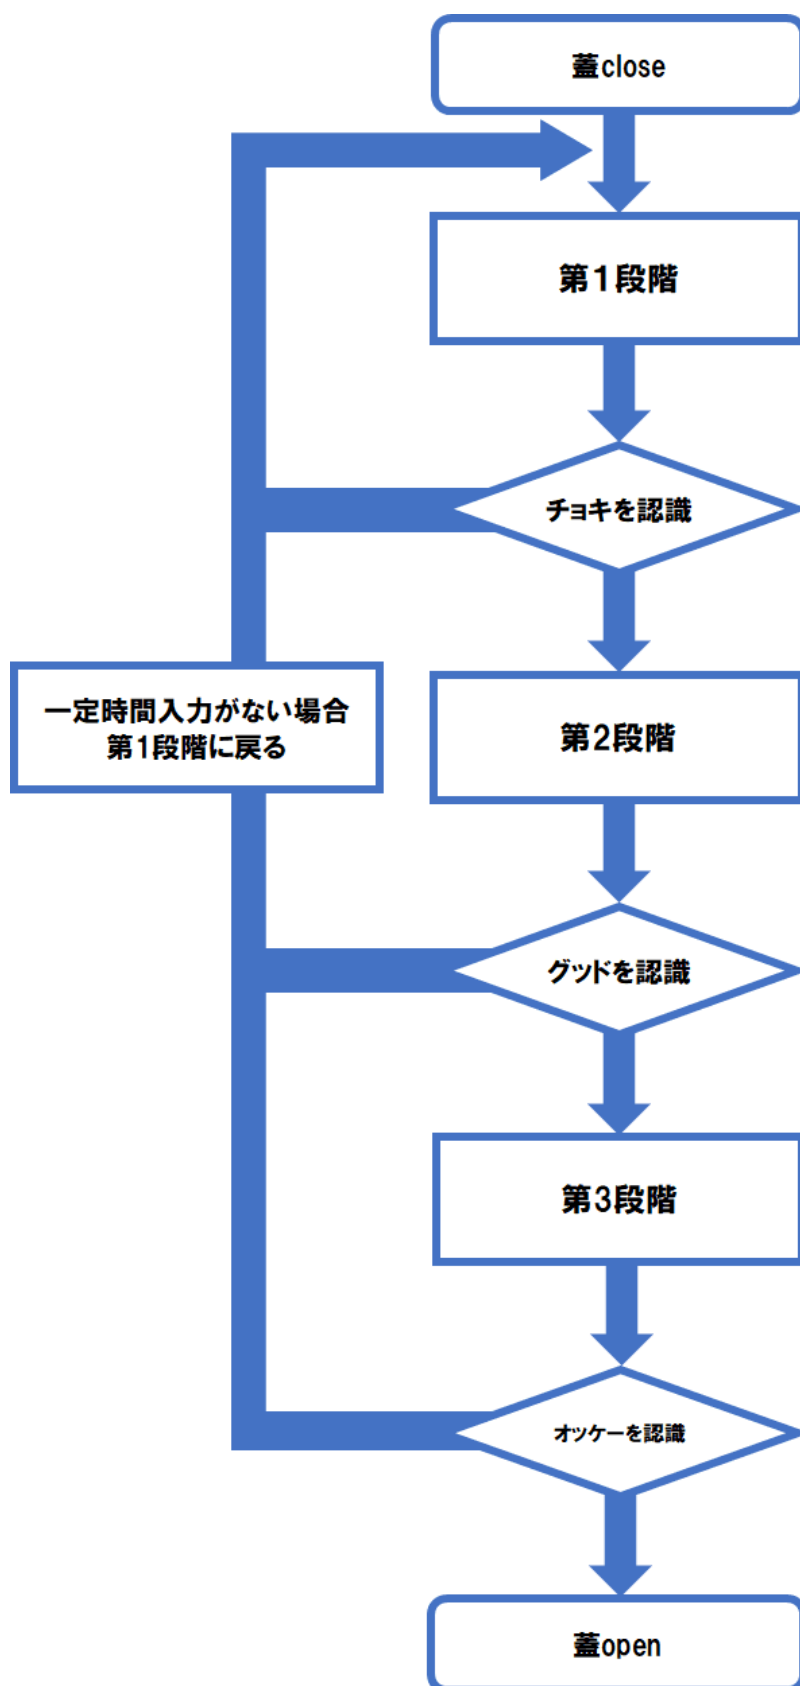 蓋close
第1段階
チョキを認識
一定時間入力がない場合
第1段階に戻る
第2段階
グッドを認識
第3段階
オッケーを認識
蓋open